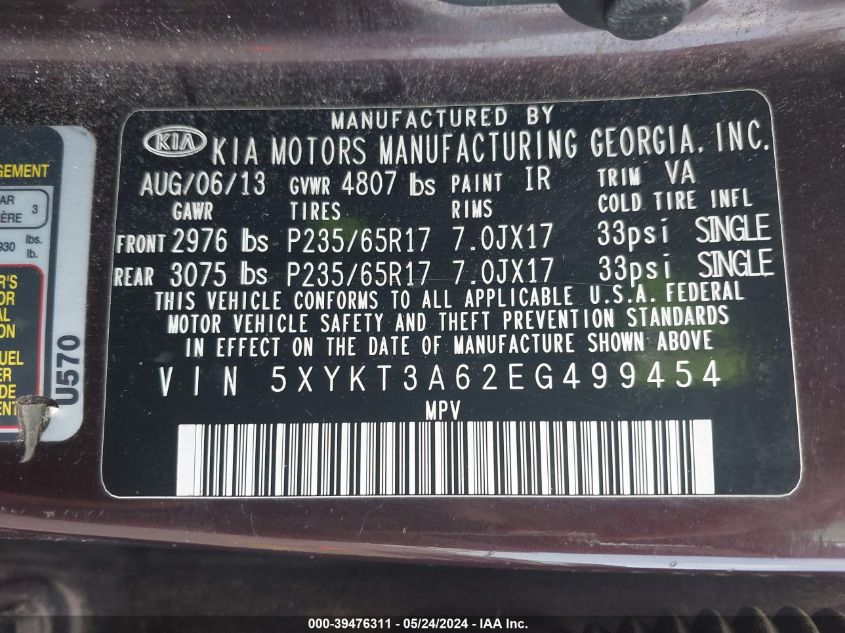 MANUFACTURED BY
KIA KIA MOTORS MANUFACTURING GEORGIA, INC.
AUG/06/13 GVWR 4807 lbs PAINT IR TRIM VA
GAWR TIRES RIMS COLD TIRE INFL
FRONT 2976 lbs P235/65R17 7.0JX17 33psi SINGLE
REAR 3075 lbs P235/65R17 7.0JX17 33psi SINGLE
THIS VEHICLE CONFORMS TO ALL APPLICABLE U.S.A. FEDERAL
MOTOR VEHICLE SAFETY AND THEFT PREVENTION STANDARDS
IN EFFECT ON THE DATE OF MANUFACTURE SHOWN ABOVE
VIN 5XYKT3A62EG499454
MPV
3
930 lbs.
lb.
U570
000-39476311 - 05/24/2024 - IAA Inc.